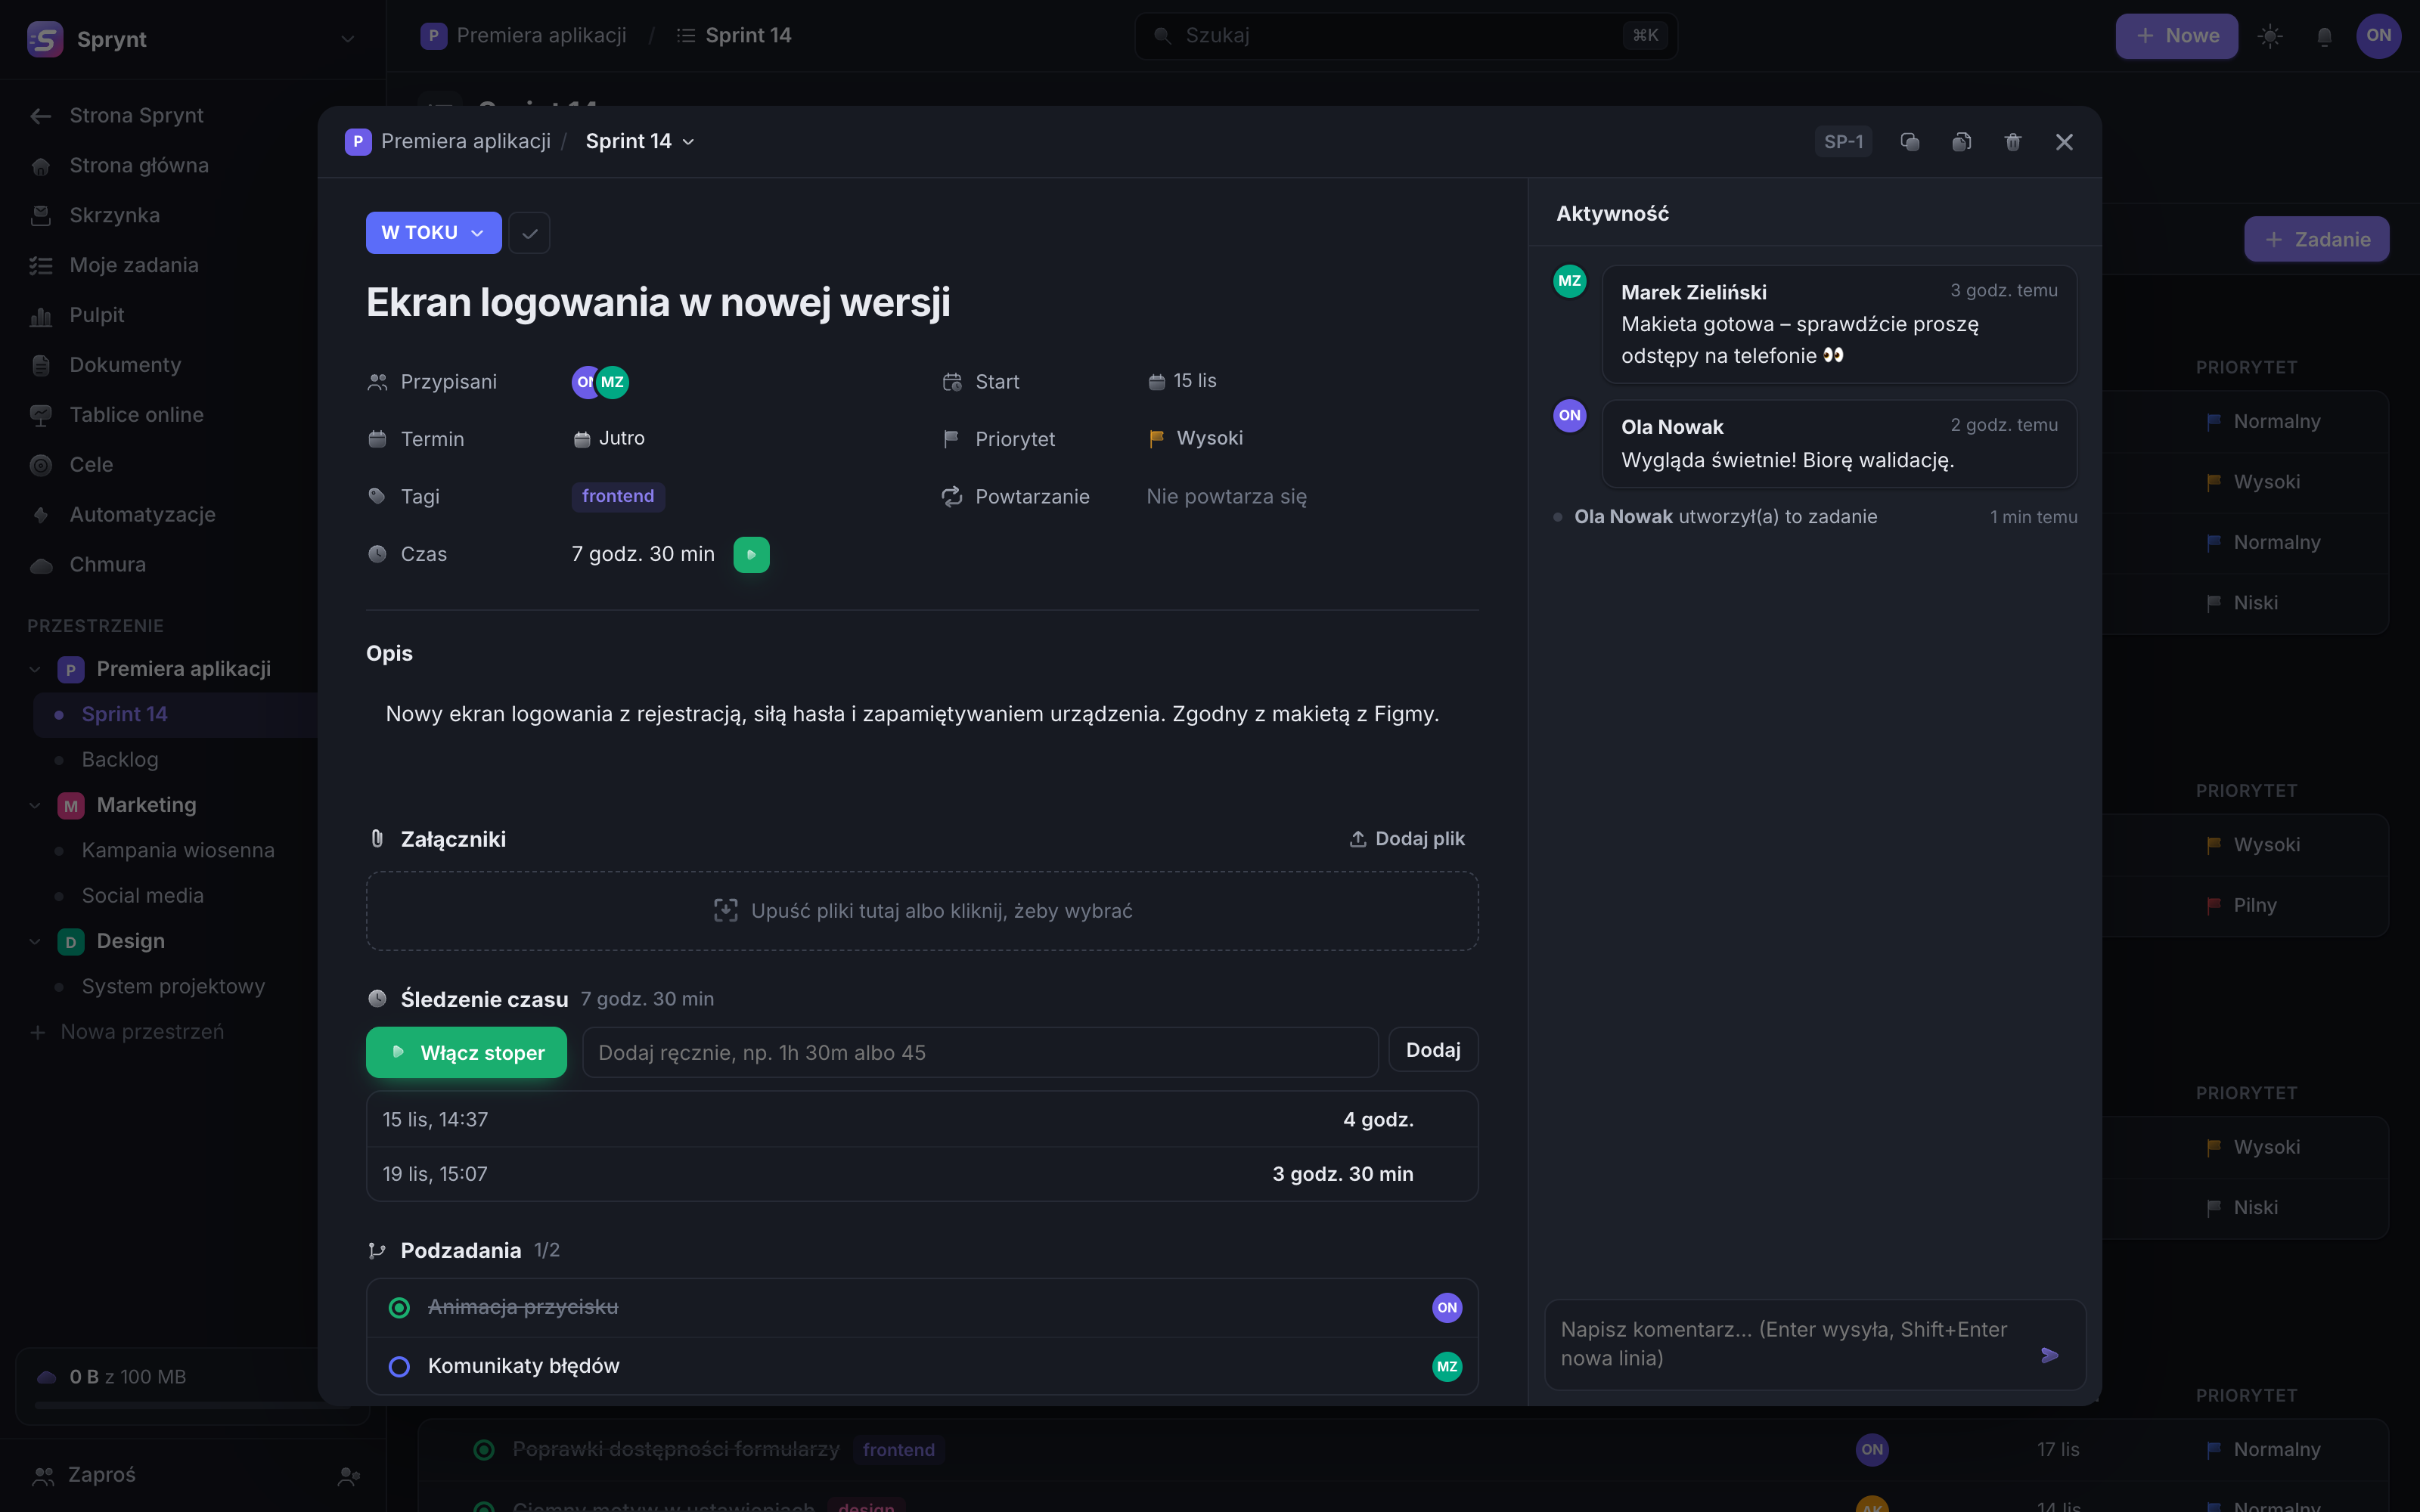 Sprynt
P Premiera aplikacji / Sprint 14
Szukaj ⌘K
+ Nowe
ON
Strona Sprynt
Strona główna
Skrzynka
Moje zadania
Pulpit
Dokumenty
Tablice online
Cele
Automatyzacje
Chmura
PRZESTRZENIE
P Premiera aplikacji
Sprint 14
Backlog
M Marketing
Kampania wiosenna
Social media
D Design
System projektowy
+ Nowa przestrzeń
0 B z 100 MB
Zaproś
P Premiera aplikacji / Sprint 14
SP-1
W TOKU
Ekran logowania w nowej wersji
Przypisani ON MZ
Start 15 lis
Termin Jutro
Priorytet Wysoki
Tagi frontend
Powtarzanie Nie powtarza się
Czas 7 godz. 30 min
Opis
Nowy ekran logowania z rejestracją, siłą hasła i zapamiętywaniem urządzenia. Zgodny z makietą z Figmy.
Załączniki
Dodaj plik
Upuść pliki tutaj albo kliknij, żeby wybrać
Śledzenie czasu 7 godz. 30 min
Włącz stoper
Dodaj ręcznie, np. 1h 30m albo 45
Dodaj
15 lis, 14:37 4 godz.
19 lis, 15:07 3 godz. 30 min
Podzadania 1/2
Animacja przycisku ON
Komunikaty błędów MZ
Aktywność
MZ Marek Zieliński 3 godz. temu
Makieta gotowa – sprawdźcie proszę
odstępy na telefonie 👀
ON Ola Nowak 2 godz. temu
Wygląda świetnie! Biorę walidację.
Ola Nowak utworzył(a) to zadanie 1 min temu
Napisz komentarz... (Enter wysyła, Shift+Enter
nowa linia)
+ Zadanie
PRIORYTET
Normalny
Wysoki
Normalny
Niski
PRIORYTET
Wysoki
Pilny
PRIORYTET
Wysoki
Niski
PRIORYTET
Poprawki dostępności formularzy frontend ON 17 lis Normalny
Ciemny motyw w ustawieniach design AK 14 lis Normalny